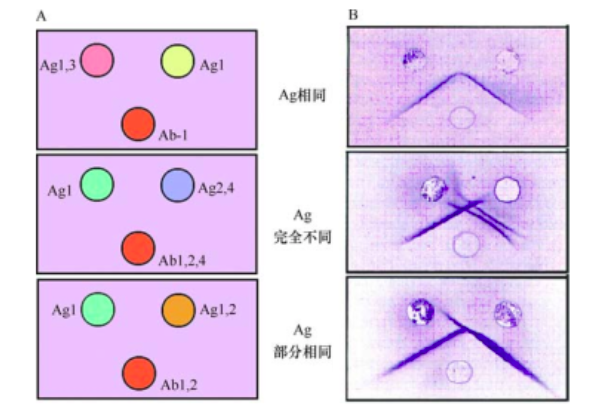 A
B
Ag1,3
Ag1
Ab-1
Ag相同
Ag1
Ag2,4
Ab1,2,4
Ag
完全不同
Ag1
Ag1,2
Ab1,2
Ag
部分相同